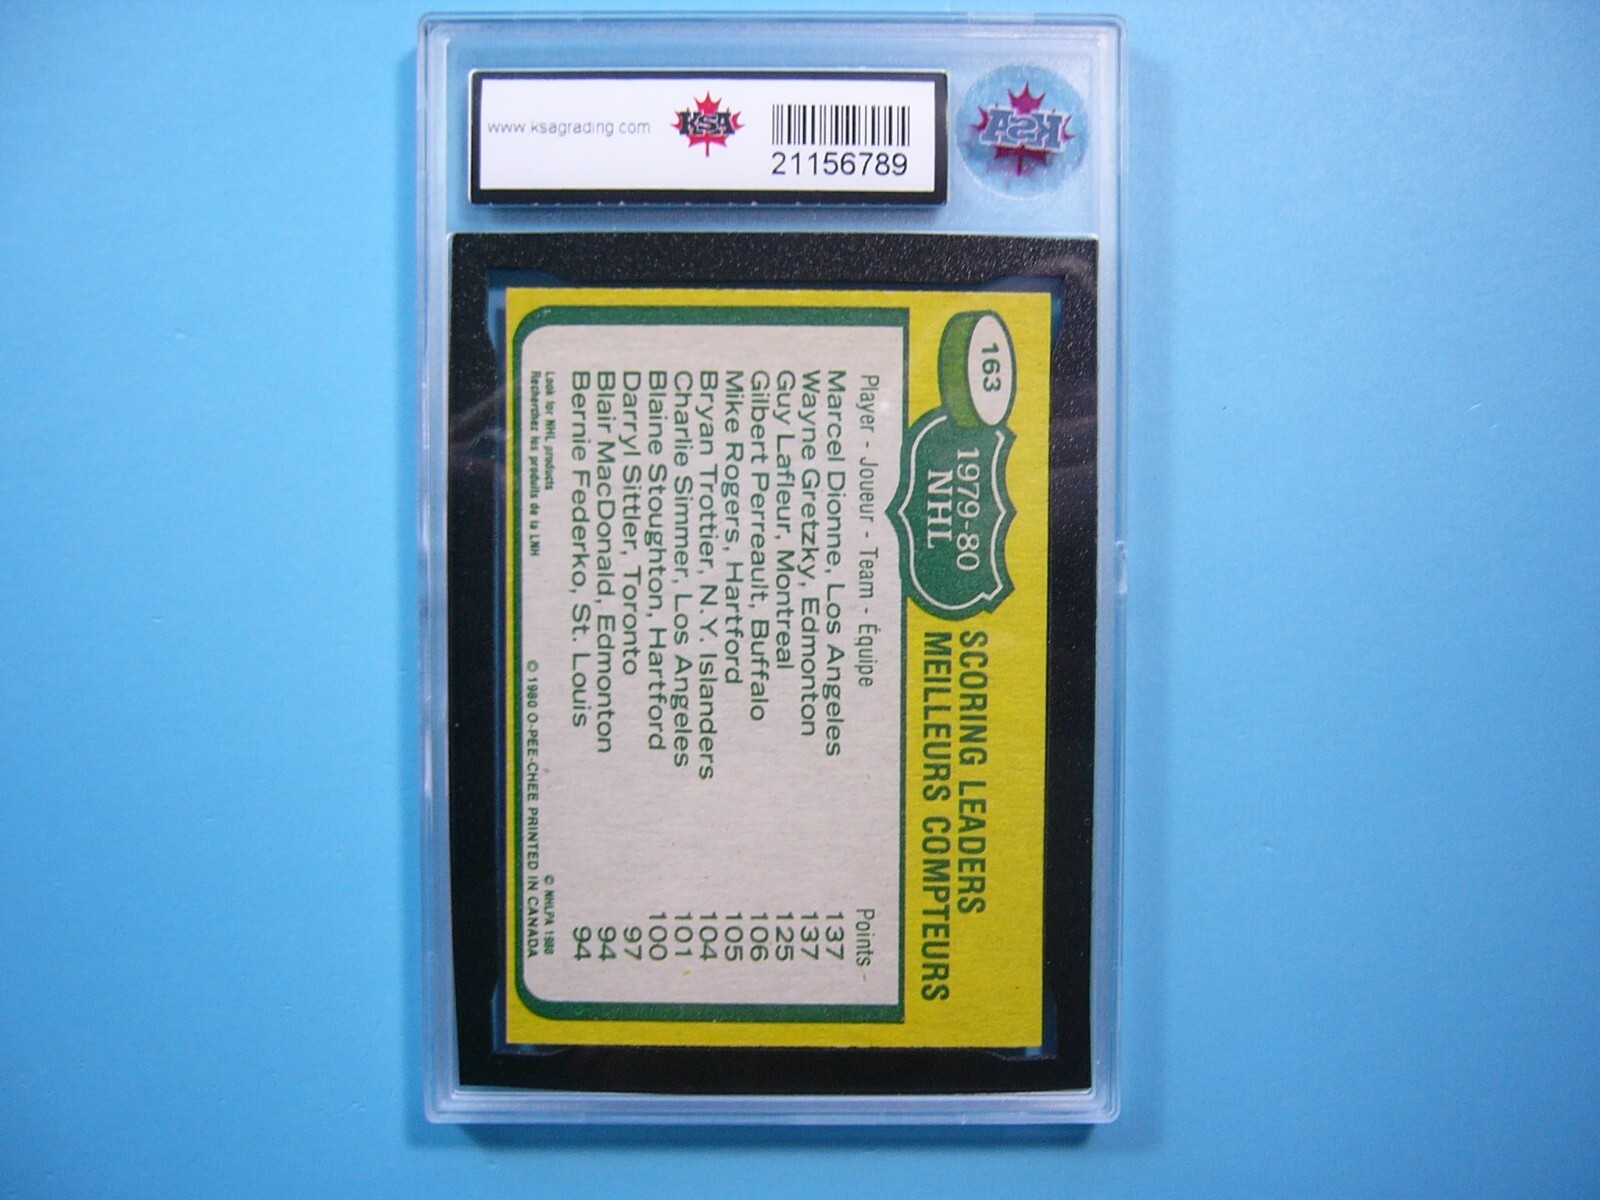 www.ksagrading.com
KSA
21156789
KSA
163
1979-80
NHL
SCORING LEADERS
MEILLEURS COMPTEURS
Player - Joueur - Team - Équipe Points -
Marcel Dionne, Los Angeles 137
Wayne Gretzky, Edmonton 137
Guy Lafleur, Montreal 125
Gilbert Perreault, Buffalo 106
Mike Rogers, Hartford 105
Bryan Trottier, N.Y. Islanders 104
Charlie Simmer, Los Angeles 101
Blaine Stoughton, Hartford 100
Darryl Sittler, Toronto 97
Blair MacDonald, Edmonton 94
Bernie Federko, St. Louis 94
Look for NHL products © NHLPA 1980
Recherchez les produits de la LNH © 1980 O-PEE-CHEE PRINTED IN CANADA